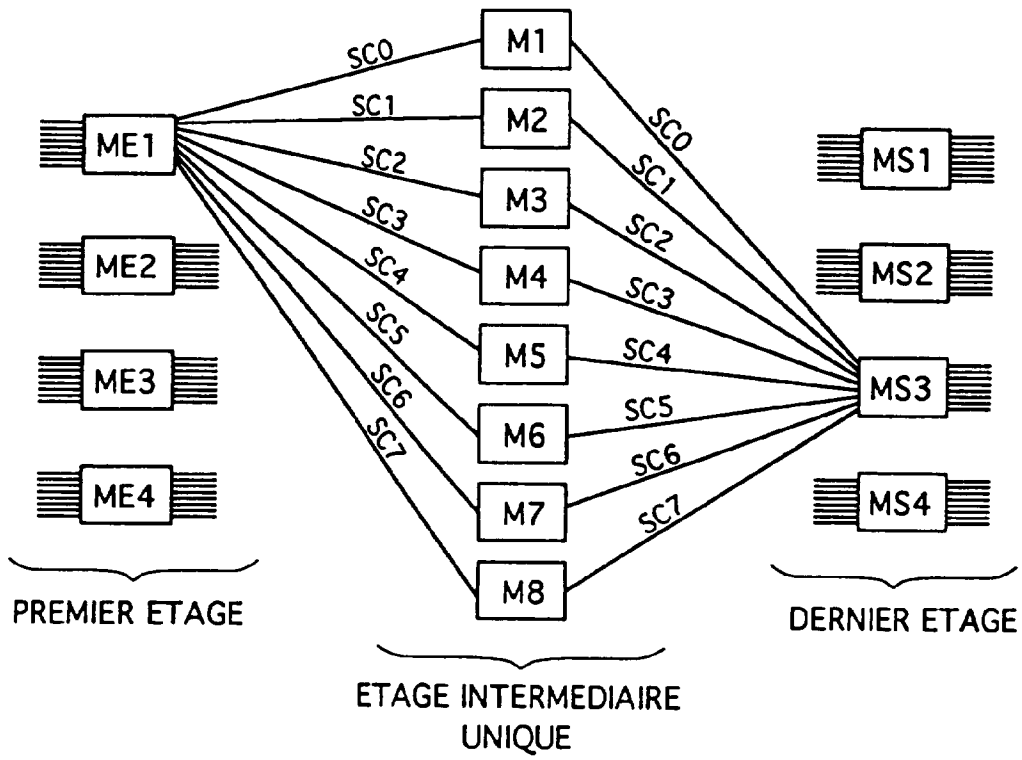 ME1
ME2
ME3
ME4
PREMIER ETAGE
SC0
SC1
SC2
SC3
SC4
SC5
SC6
SC7
M1
M2
M3
M4
M5
M6
M7
M8
ETAGE INTERMEDIAIRE
UNIQUE
SC0
SC1
SC2
SC3
SC4
SC5
SC6
SC7
MS1
MS2
MS3
MS4
DERNIER ETAGE